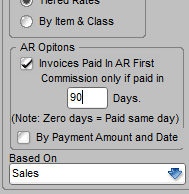 Tiered Rates
By Item & Class
AR Opitons
Invoices Paid In AR First
Commission only if paid in
90 Days.
(Note: Zero days = Paid same day)
By Payment Amount and Date
Based On
Sales